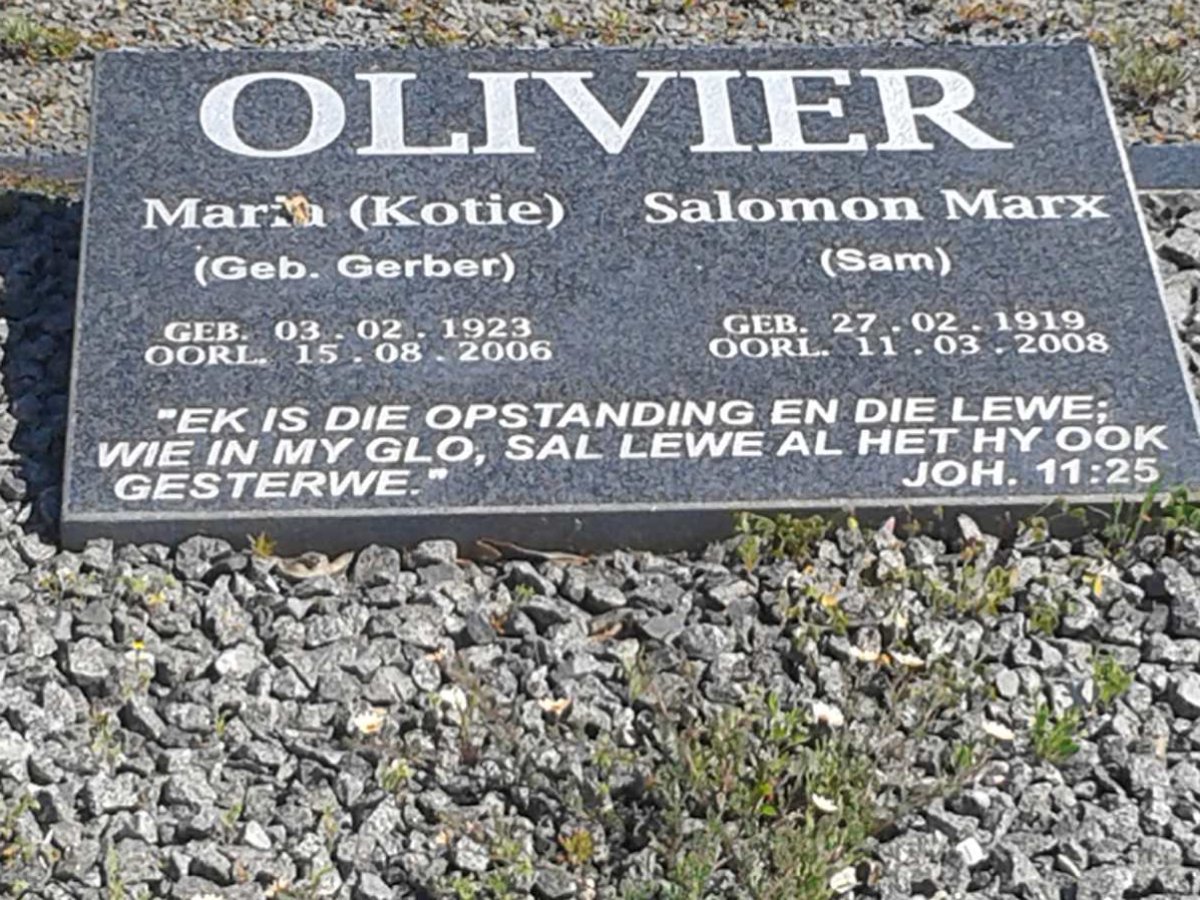 OLIVIER
Maria (Kotie)
(Geb. Gerber)
GEB. 03 . 02 . 1923
OORL. 15 . 08 . 2006
Salomon Marx
(Sam)
GEB. 27 . 02 . 1919
OORL. 11 . 03 . 2008
"EK IS DIE OPSTANDING EN DIE LEWE;
WIE IN MY GLO, SAL LEWE AL HET HY OOK
GESTERWE."
JOH. 11:25